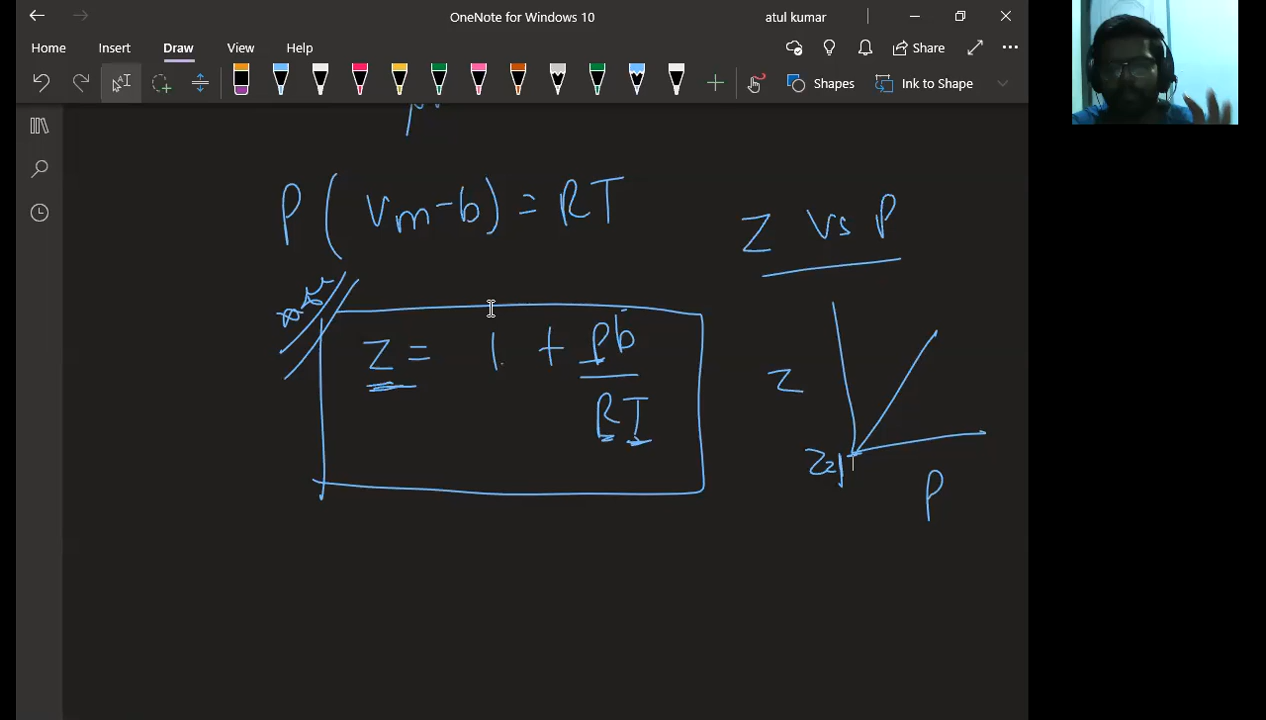 OneNote for Windows 10
atul kumar
Home Insert Draw View Help
Share
Shapes
Ink to Shape
P(Vm-b) = RT
Z vs P
Z = 1 + Pb
RT
Z
Z=1
P